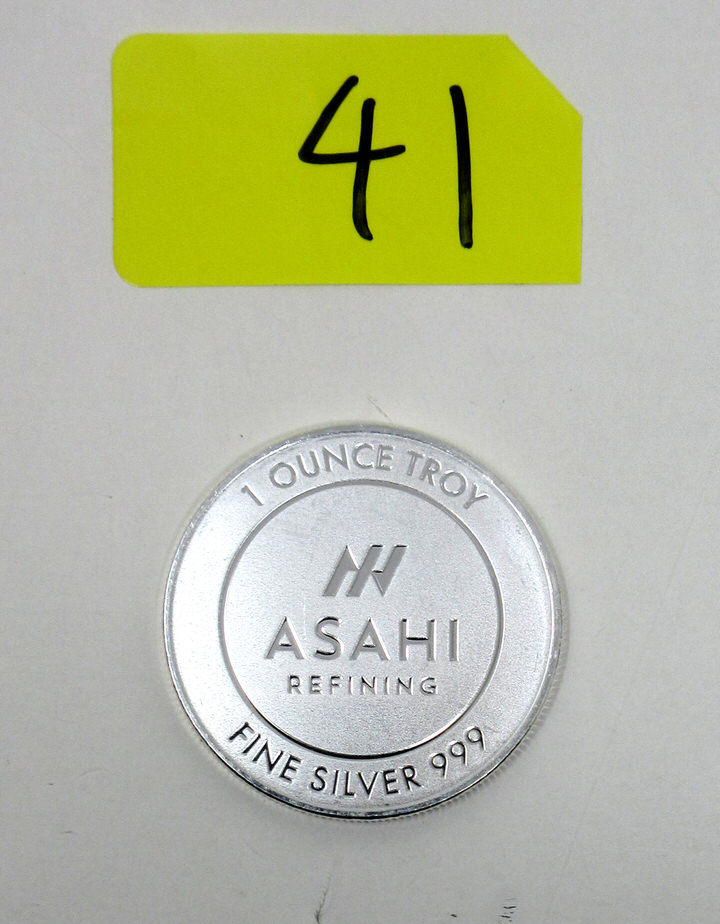 41
1 OUNCE TROY
ASAHI
REFINING
FINE SILVER 999